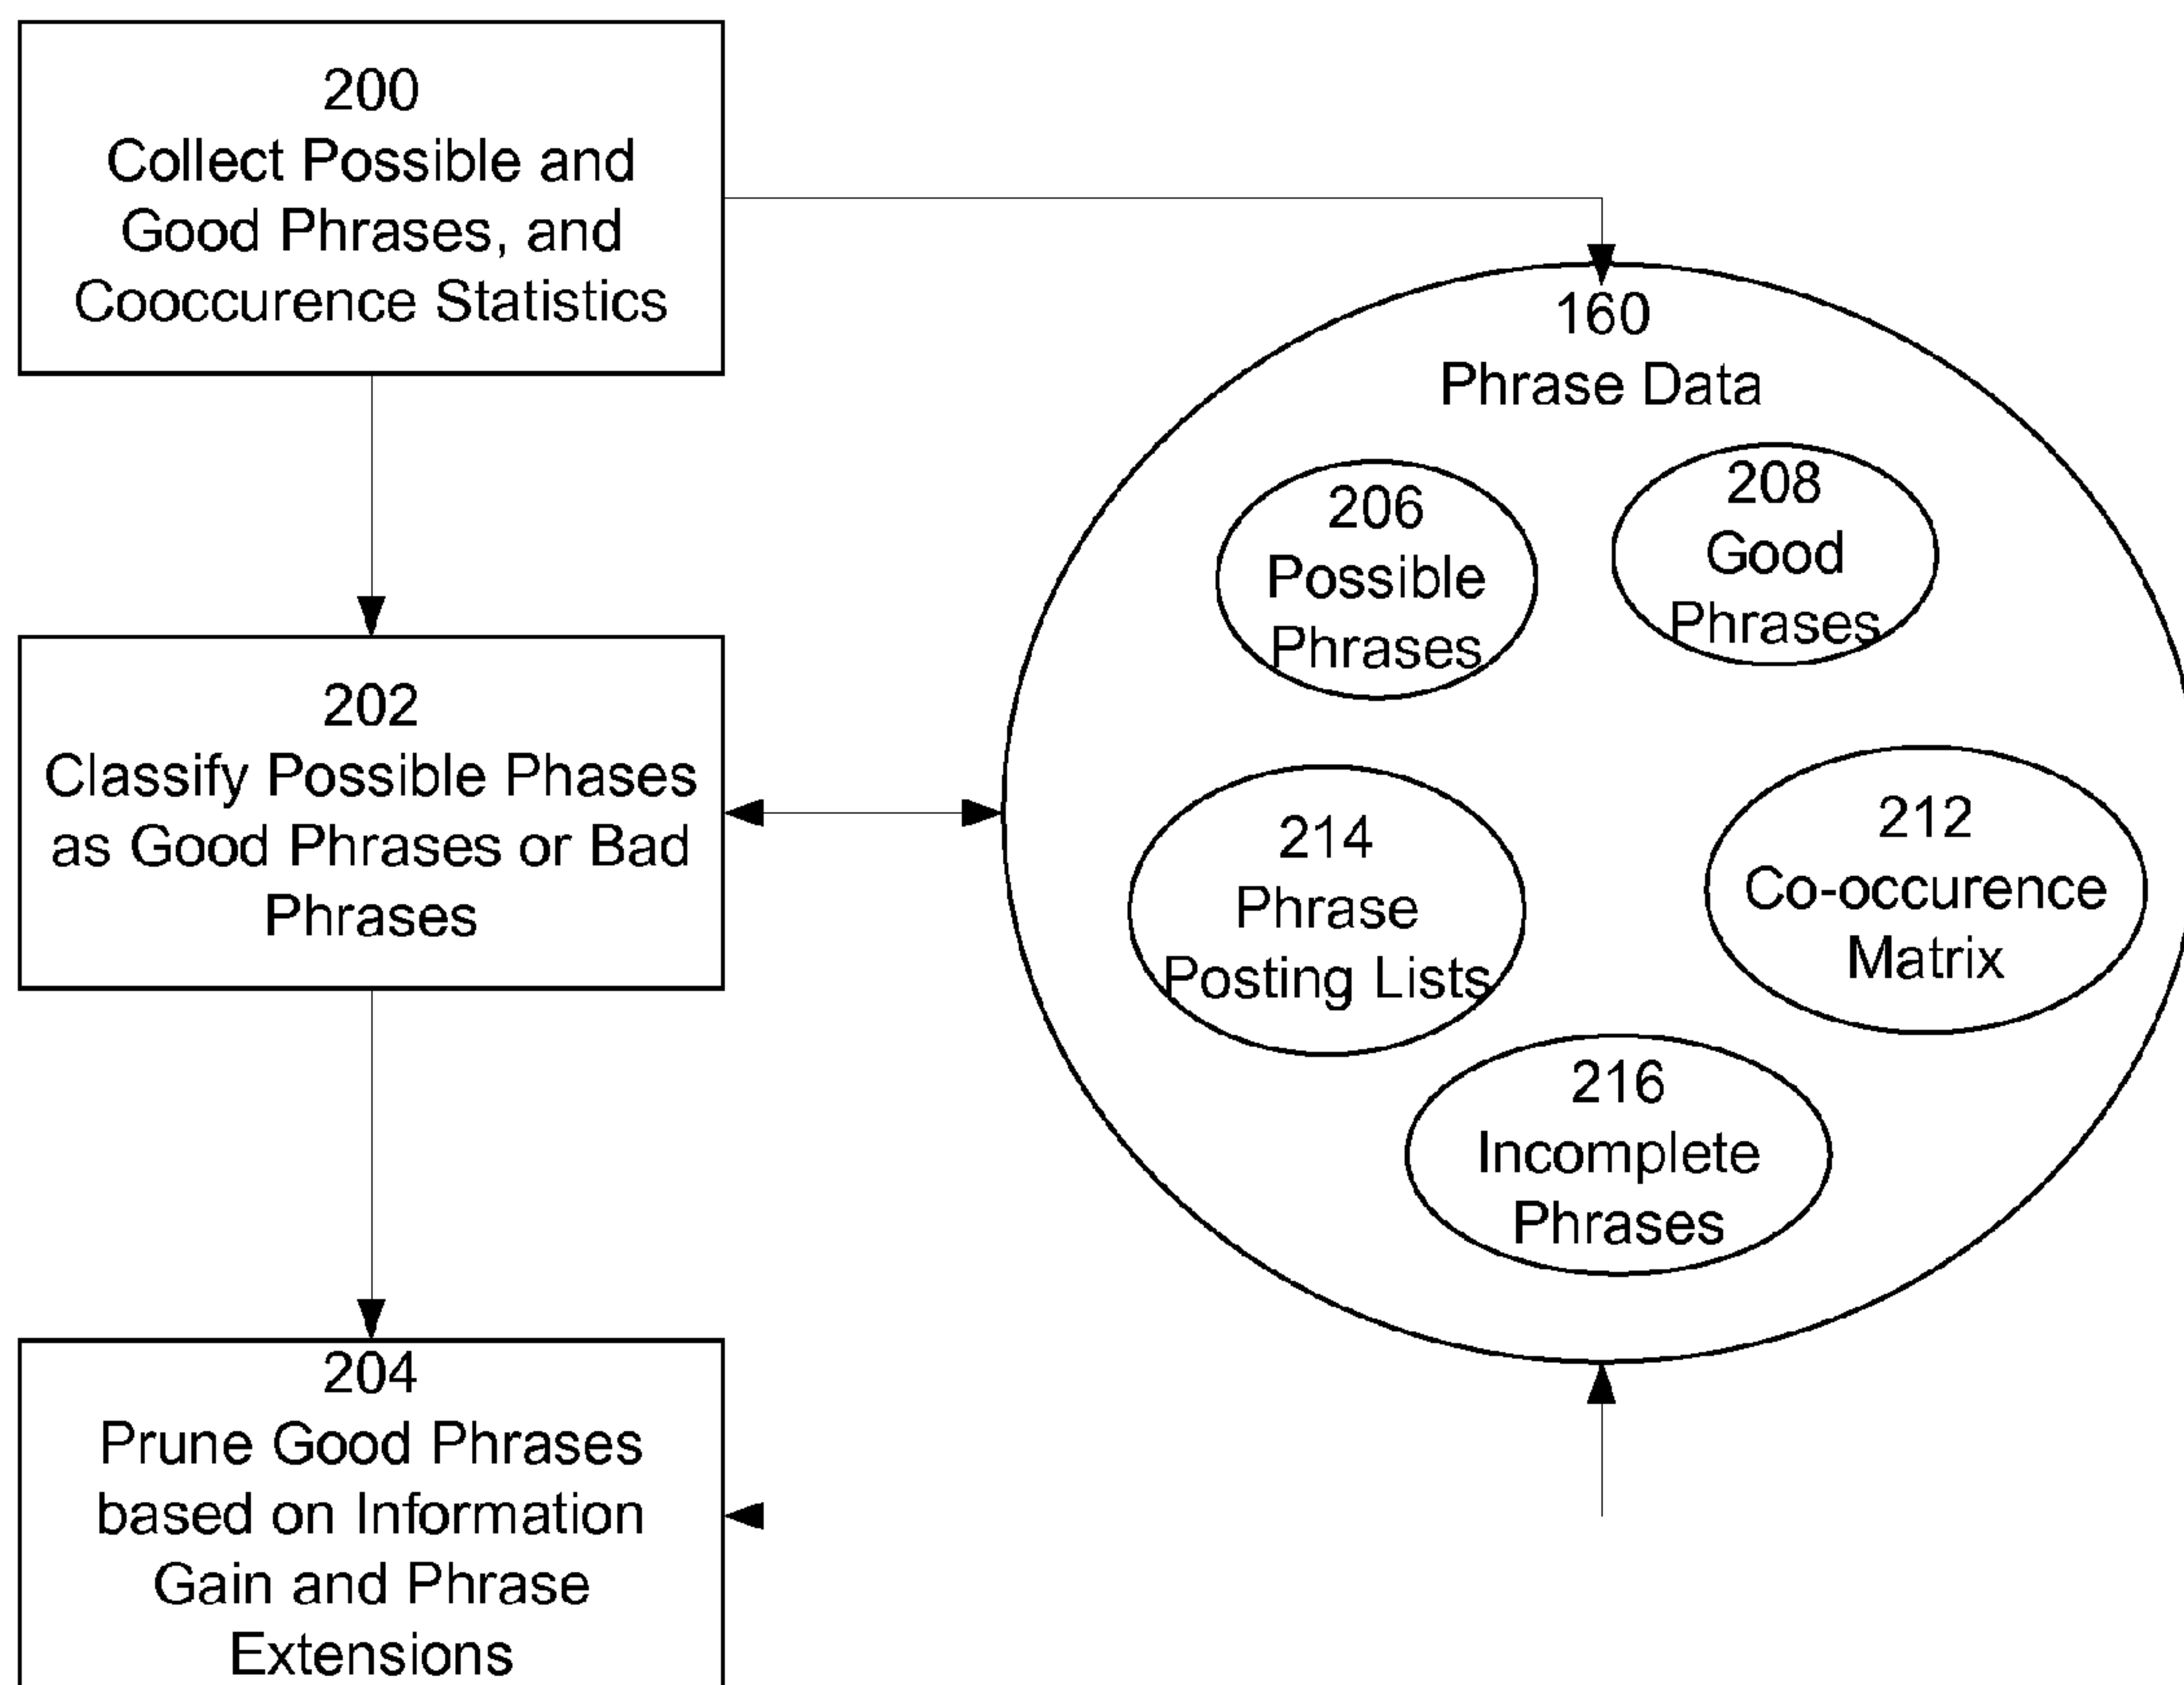 200
Collect Possible and
Good Phrases, and
Cooccurence Statistics
202
Classify Possible Phases
as Good Phrases or Bad
Phrases
204
Prune Good Phrases
based on Information
Gain and Phrase
Extensions
160
Phrase Data
206
Possible
Phrases
208
Good
Phrases
214
Phrase
Posting Lists
212
Co-occurence
Matrix
216
Incomplete
Phrases